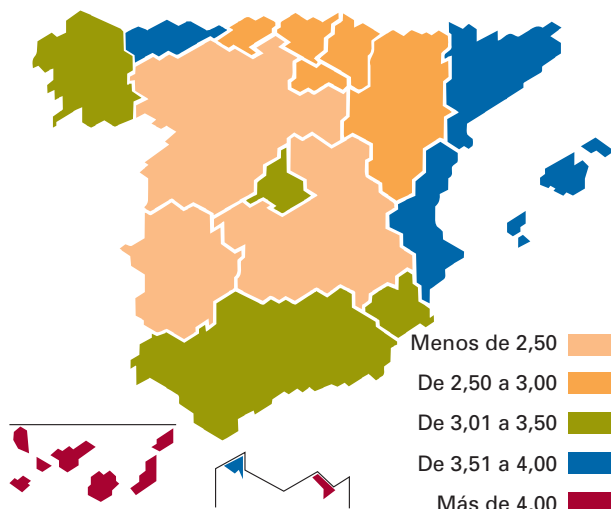 Menos de 2,50
De 2,50 a 3,00
De 3,01 a 3,50
De 3,51 a 4,00
Más de 4,00